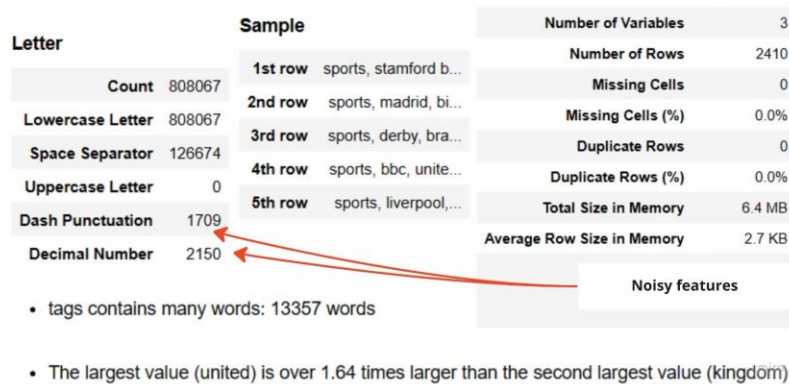 Letter
Count 808067
Lowercase Letter 808067
Space Separator 126674
Uppercase Letter 0
Dash Punctuation 1709
Decimal Number 2150
Sample
1st row sports, stamford b...
2nd row sports, madrid, bi...
3rd row sports, derby, bra...
4th row sports, bbc, unite...
5th row sports, liverpool,...
Number of Variables 3
Number of Rows 2410
Missing Cells 0
Missing Cells (%) 0.0%
Duplicate Rows 0
Duplicate Rows (%) 0.0%
Total Size in Memory 6.4 MB
Average Row Size in Memory 2.7 KB
Noisy features
• tags contains many words: 13357 words
• The largest value (united) is over 1.64 times larger than the second largest value (kingdom)